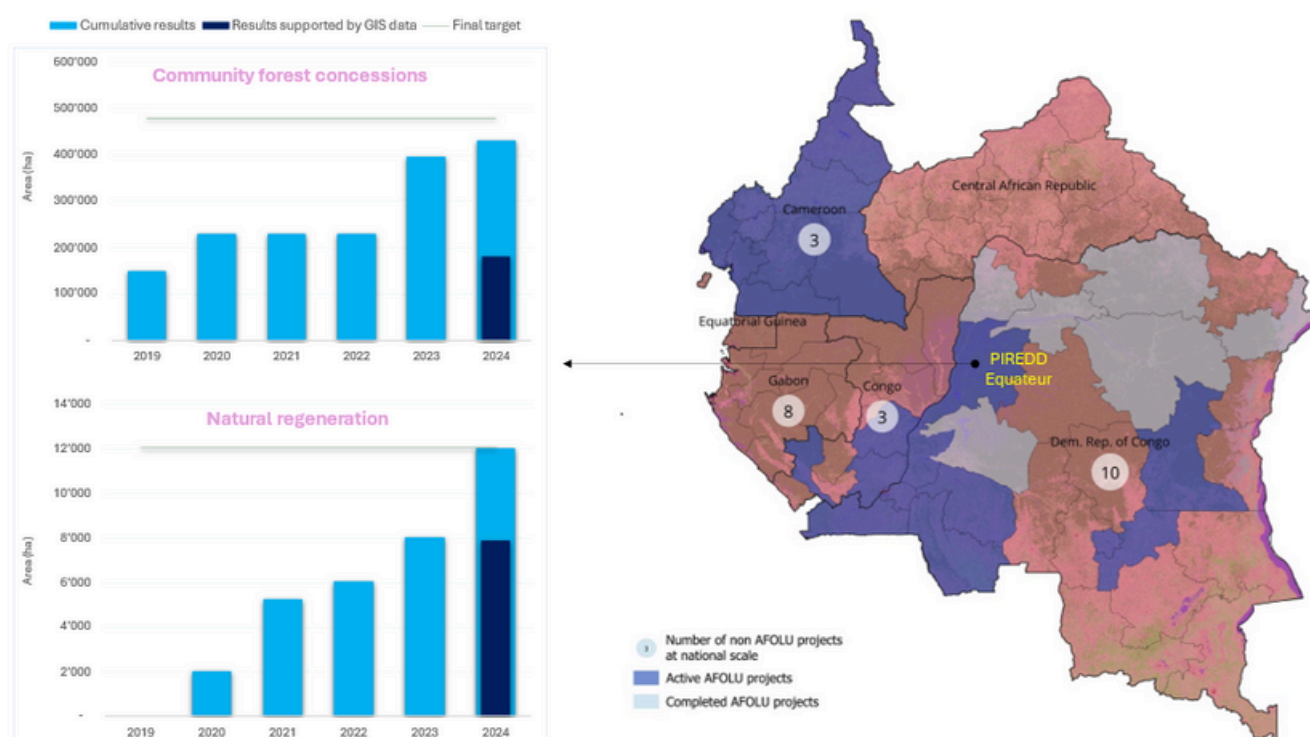 Cumulative results Results supported by GIS data Final target
Community forest concessions
600'000
500'000
400'000
300'000
200'000
100'000
-
Area (ha)
2019 2020 2021 2022 2023 2024
Natural regeneration
14'000
12'000
10'000
8'000
6'000
4'000
2'000
-
Area (ha)
2019 2020 2021 2022 2023 2024
Central African Republic
Cameroon
3
Equatorial Guinea
PIREDD
Equateur
Gabon
8
Congo
3
Dem. Rep. of Congo
10
3 Number of non AFOLU projects
at national scale
Active AFOLU projects
Completed AFOLU projects